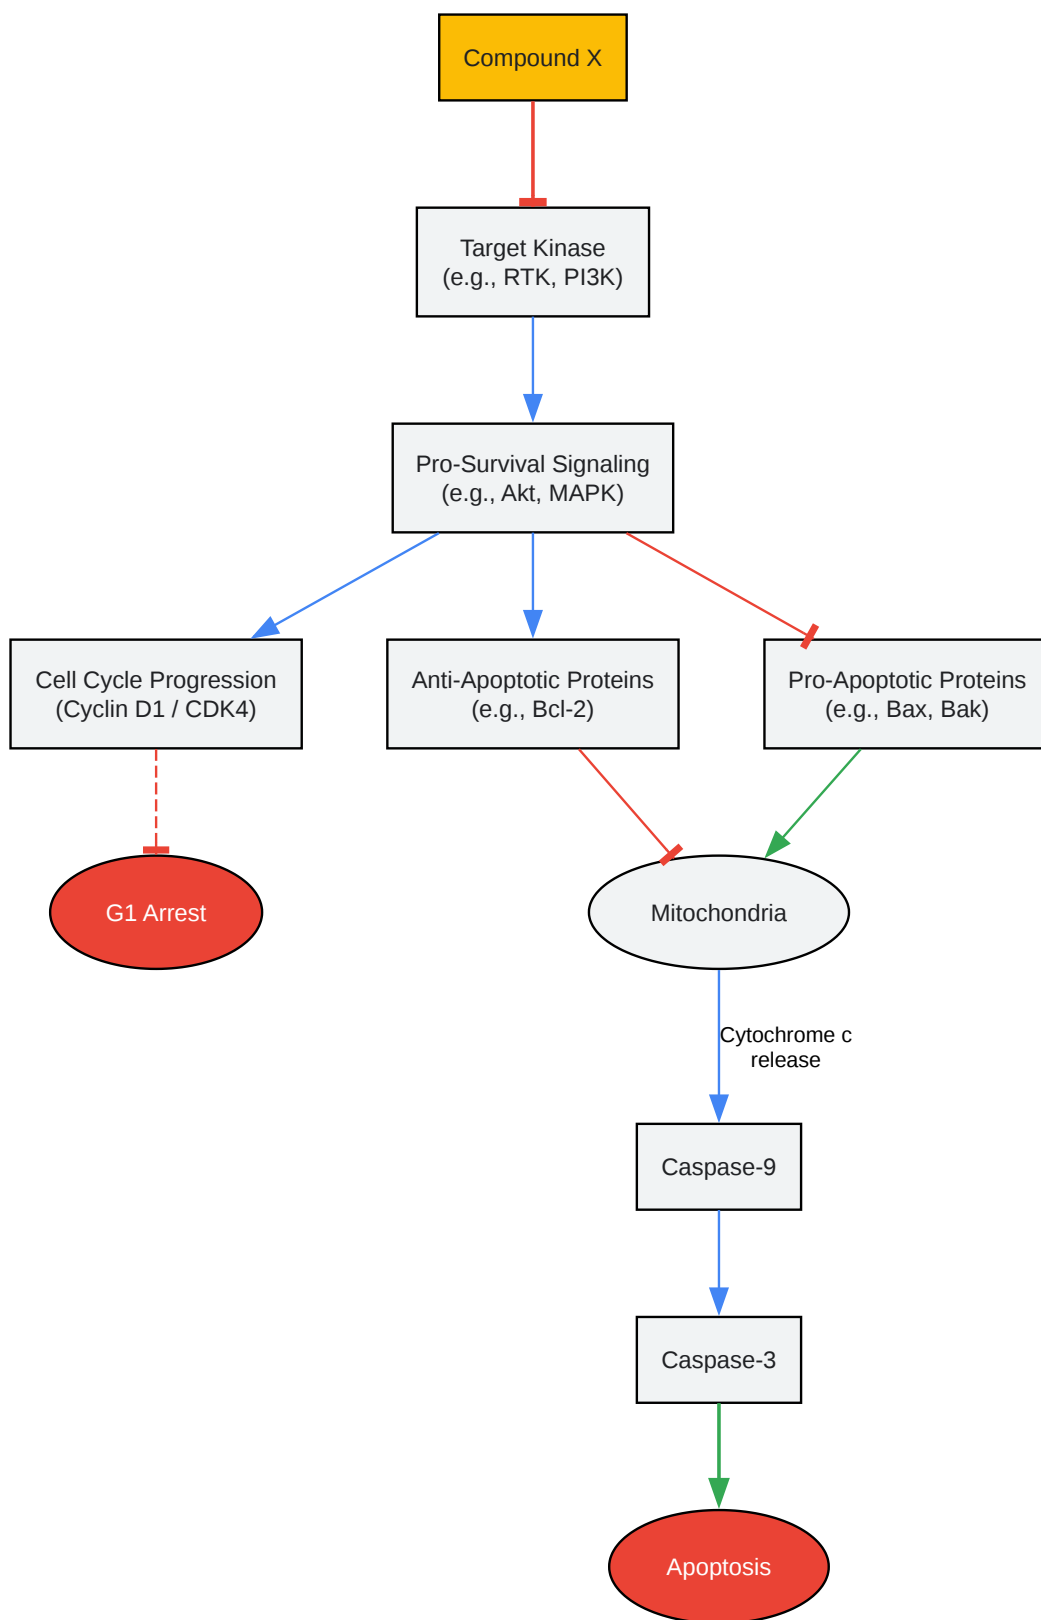 Compound X
Target Kinase
(e.g., RTK, PI3K)
Pro-Survival Signaling
(e.g., Akt, MAPK)
Cell Cycle Progression
(Cyclin D1 / CDK4)
Anti-Apoptotic Proteins
(e.g., Bcl-2)
Pro-Apoptotic Proteins
(e.g., Bax, Bak)
G1 Arrest
Mitochondria
Cytochrome c
release
Caspase-9
Caspase-3
Apoptosis